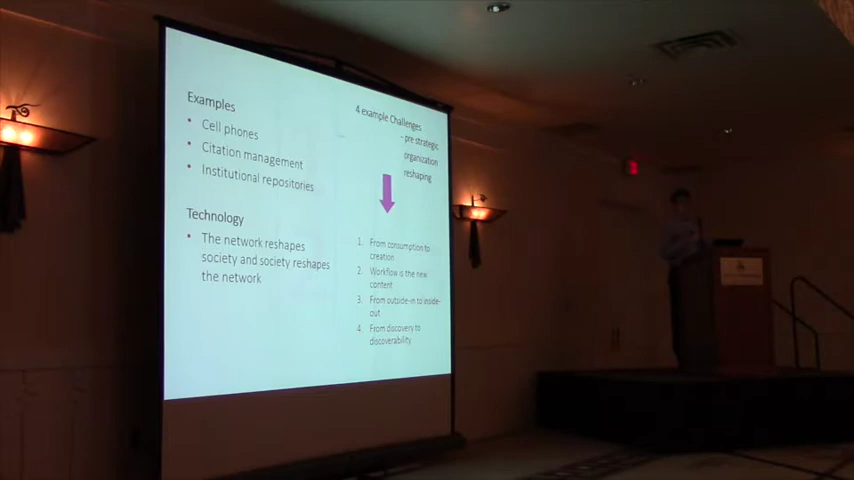 Examples
• Cell phones
• Citation management
• Institutional repositories
Technology
• The network reshapes
society and society reshapes
the network
4 example Challenges
- pre strategic
organization
reshaping
1. From consumption to
creation
2. Workflow is the new
content
3. From outside-in to inside-
out
4. From discovery to
discoverability